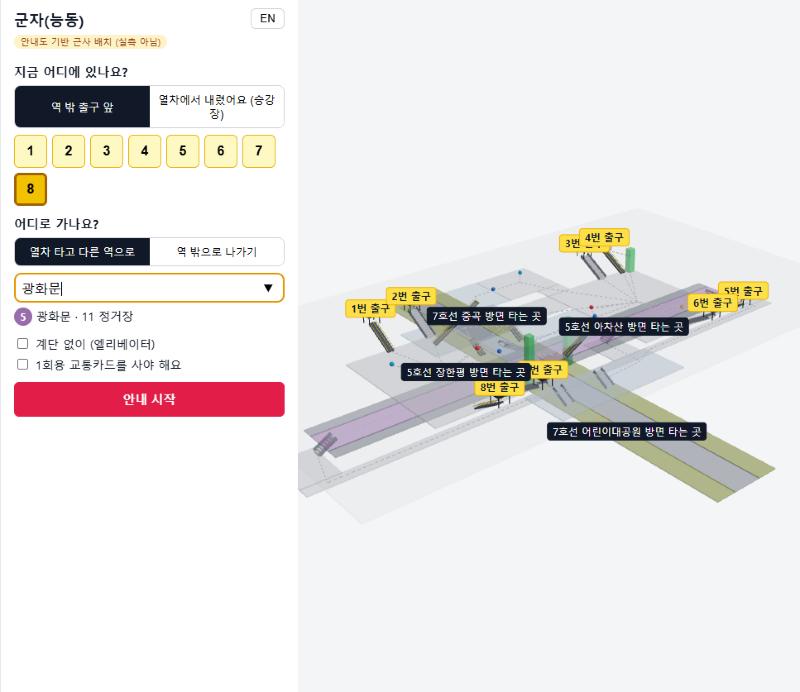 군자(능동)
EN
안내도 기반 근사 배치 (실측 아님)
지금 어디에 있나요?
역 밖 출구 앞
열차에서 내렸어요 (승강
장)
1 2 3 4 5 6 7
8
어디로 가나요?
열차 타고 다른 역으로
역 밖으로 나가기
광화문
5 광화문 · 11 정거장
계단 없이 (엘리베이터)
1회용 교통카드를 사야 해요
안내 시작
3번
4번 출구
5번 출구
2번 출구
6번 출구
1번 출구
7호선 중곡 방면 타는 곳
5호선 아차산 방면 타는 곳
번 출구
5호선 장한평 방면 타는 곳
8번 출구
7호선 어린이대공원 방면 타는 곳